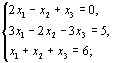 2x₁ − x₂ + x₃ = 0,
3x₁ − 2x₂ − 3x₃ = 5,
x₁ + x₂ + x₃ = 6;